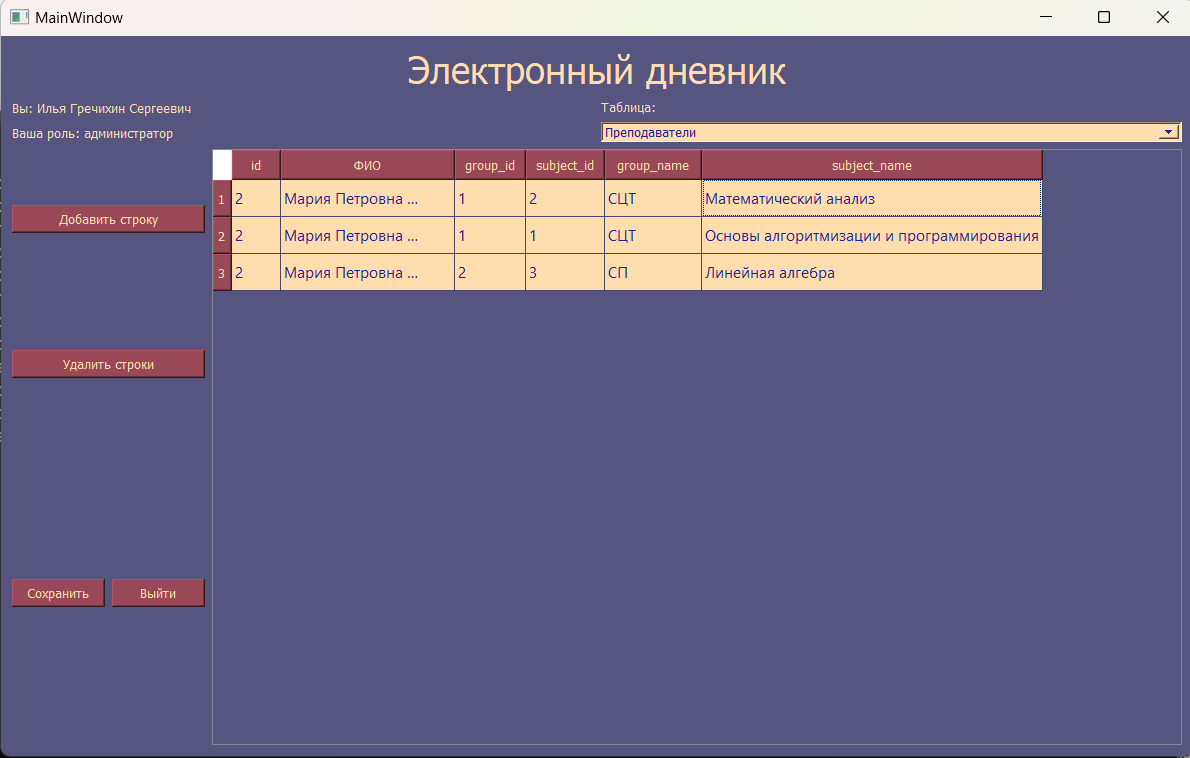 MainWindow
Электронный дневник
Вы: Илья Гречихин Сергеевич
Таблица:
Ваша роль: администратор
Преподаватели
id ФИО group_id subject_id group_name subject_name
1 2 Мария Петровна ... 1 2 СЦТ Математический анализ
2 2 Мария Петровна ... 1 1 СЦТ Основы алгоритмизации и программирования
3 2 Мария Петровна ... 2 3 СП Линейная алгебра
Добавить строку
Удалить строки
Сохранить Выйти